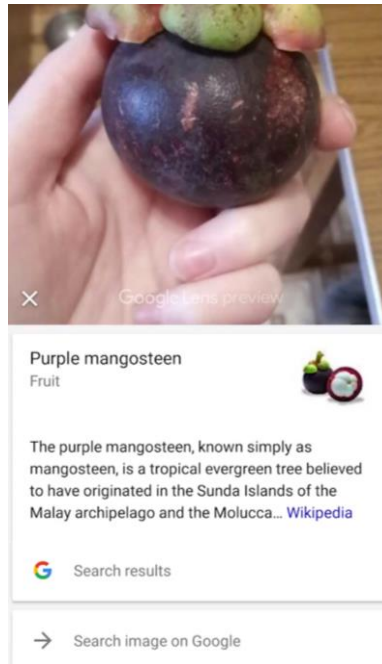 Google Lens preview
Purple mangosteen
Fruit
The purple mangosteen, known simply as
mangosteen, is a tropical evergreen tree believed
to have originated in the Sunda Islands of the
Malay archipelago and the Molucca... Wikipedia
Search results
Search image on Google